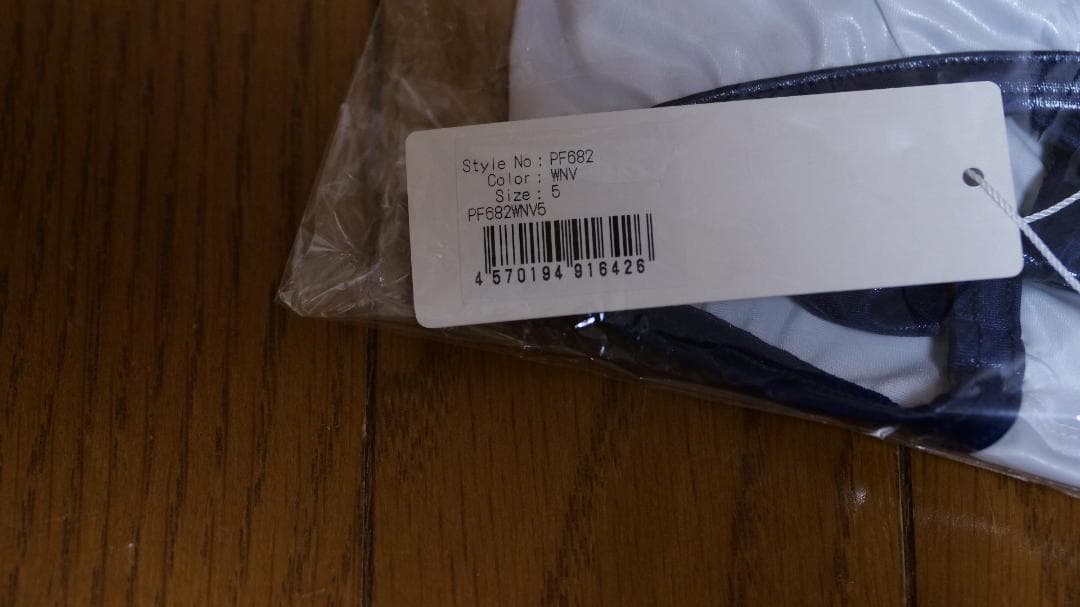 Style No : PF682
Color : WNV
Size : 5
PF682WNV5
4 570194 916426